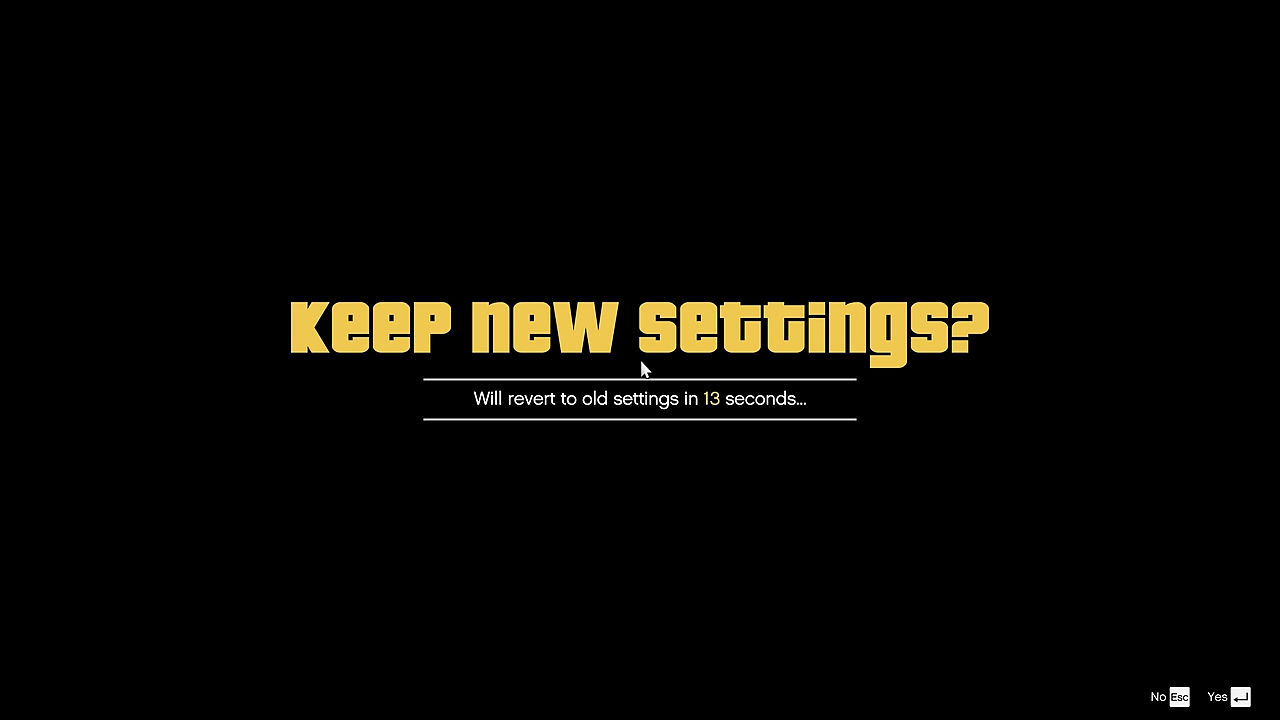 Keep new settings?
Will revert to old settings in 13 seconds...
No Esc Yes